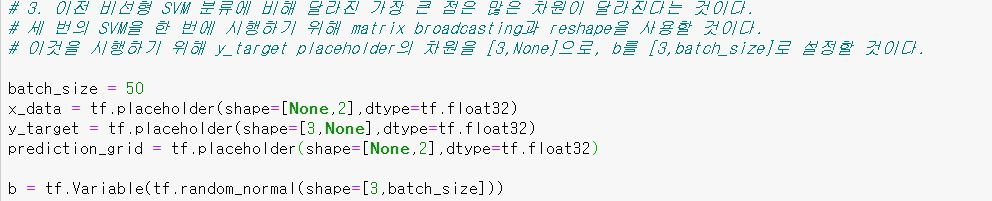 # 3. 이전 비선형 SVM 분류에 비해 달라진 가장 큰 점은 많은 차원이 달라진다는 것이다.
# 세 번의 SVM을 한 번에 시행하기 위해 matrix broadcasting과 reshape을 사용할 것이다.
# 이것을 시행하기 위해 y_target placeholder의 차원을 [3,None]으로, b를 [3,batch_size]로 설정할 것이다.
batch_size = 50
x_data = tf.placeholder(shape=[None,2],dtype=tf.float32)
y_target = tf.placeholder(shape=[3,None],dtype=tf.float32)
prediction_grid = tf.placeholder(shape=[None,2],dtype=tf.float32)
b = tf.Variable(tf.random_normal(shape=[3,batch_size]))